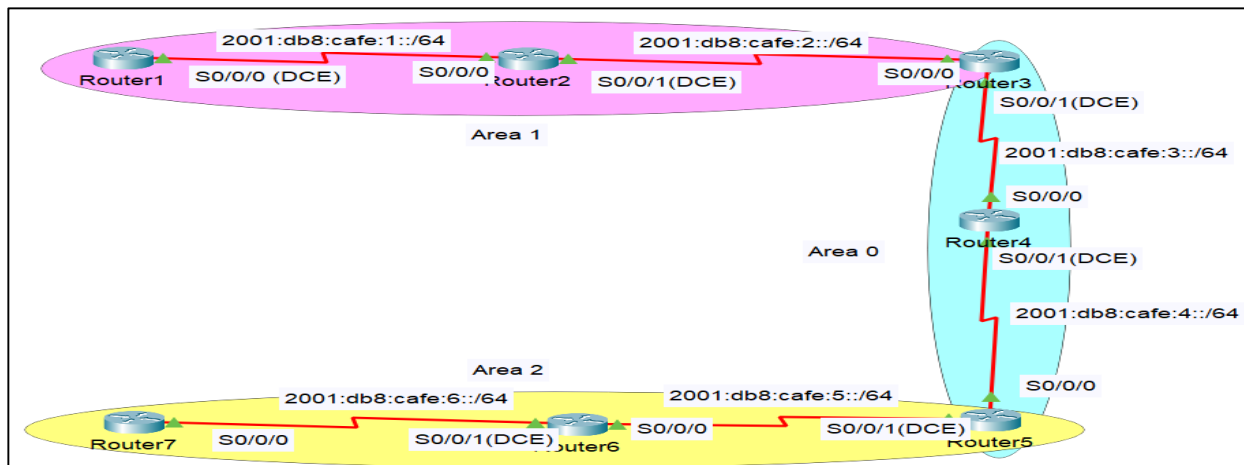 2001:db8:cafe:1::/64
2001:db8:cafe:2::/64
Router1
S0/0/0 (DCE)
S0/0/0
Router2
S0/0/1(DCE)
S0/0/0
Router3
S0/0/1(DCE)
Area 1
2001:db8:cafe:3::/64
S0/0/0
Router4
Area 0
S0/0/1(DCE)
2001:db8:cafe:4::/64
Area 2
S0/0/0
2001:db8:cafe:6::/64
2001:db8:cafe:5::/64
Router7
S0/0/0
S0/0/1(DCE)
Router6
S0/0/0
S0/0/1(DCE)
Router5